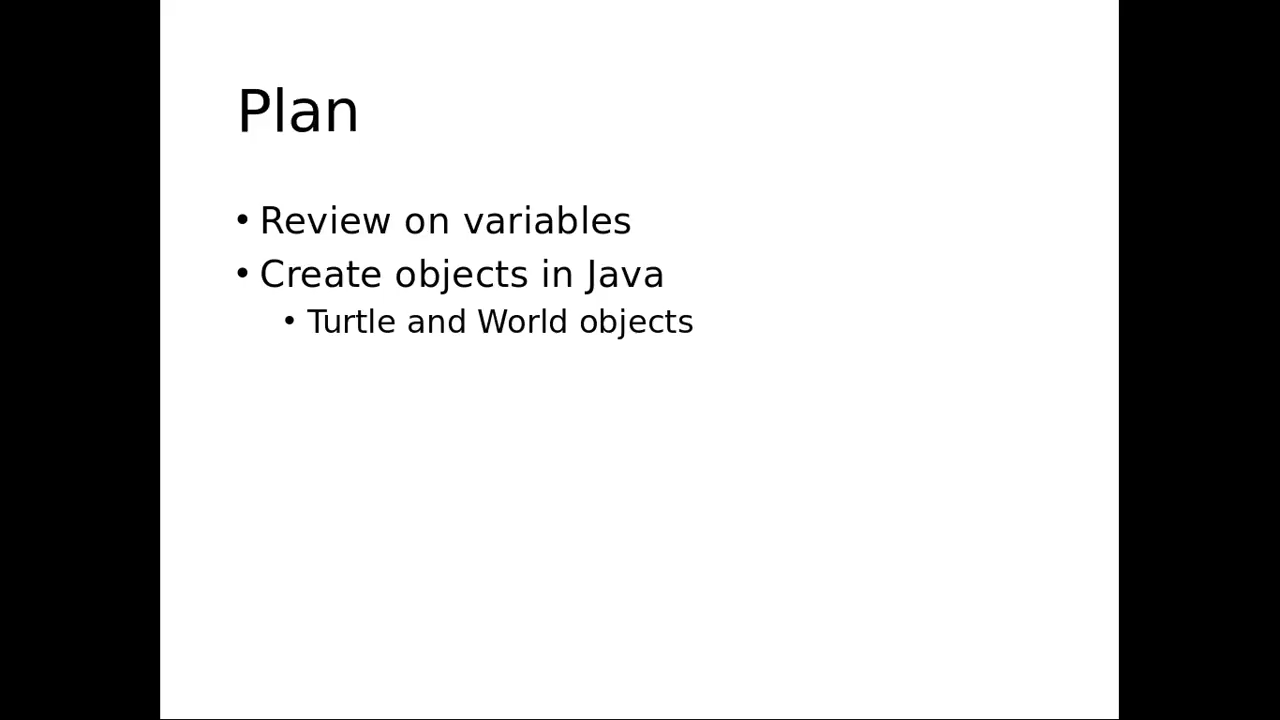 Plan
• Review on variables
• Create objects in Java
• Turtle and World objects